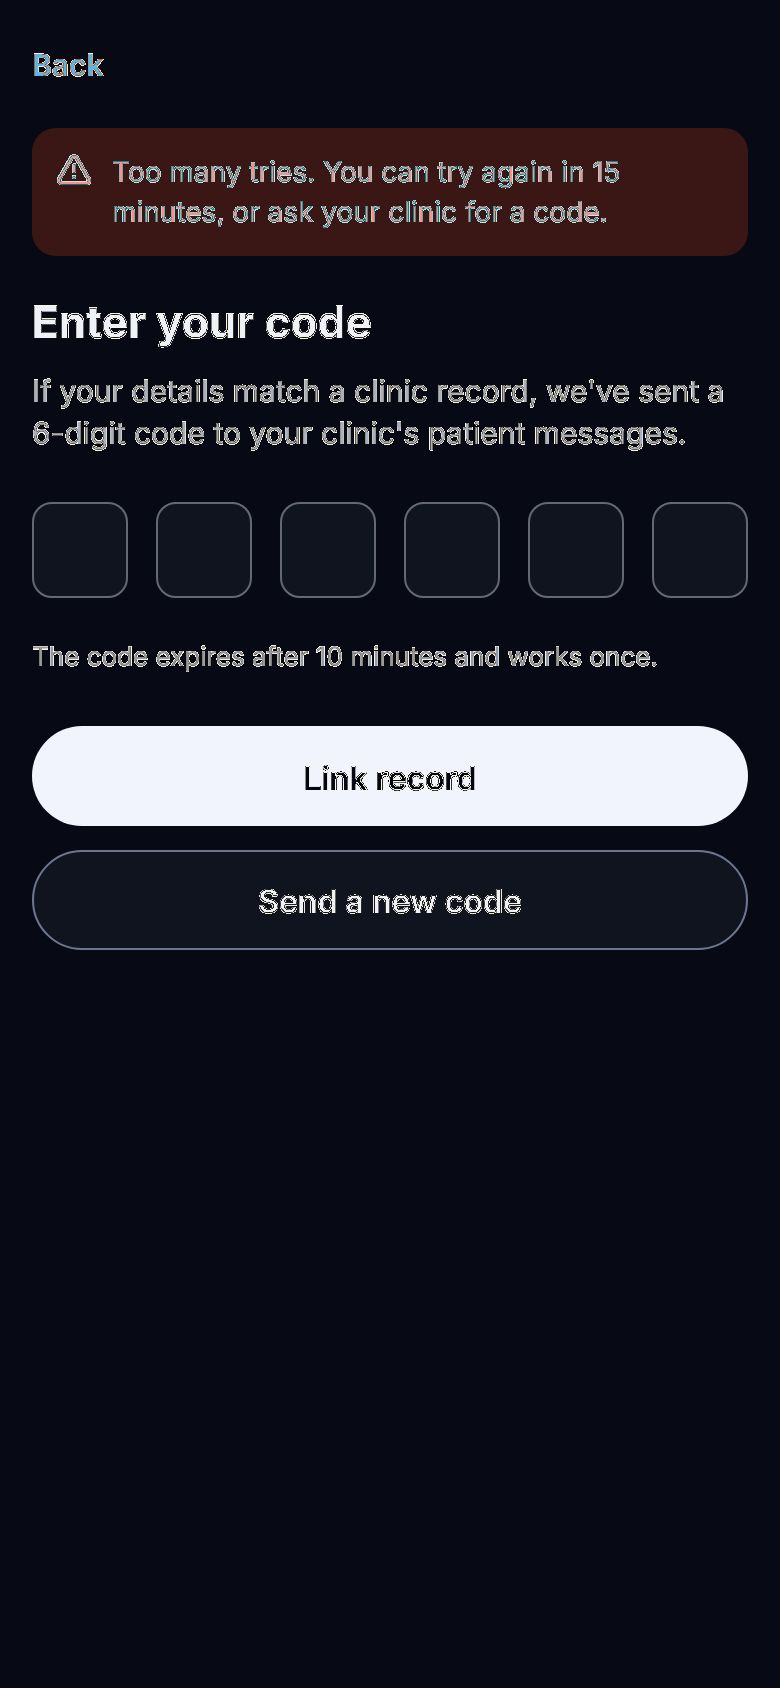 Back
Too many tries. You can try again in 15
minutes, or ask your clinic for a code.
Enter your code
If your details match a clinic record, we've sent a
6-digit code to your clinic's patient messages.
The code expires after 10 minutes and works once.
Link record
Send a new code